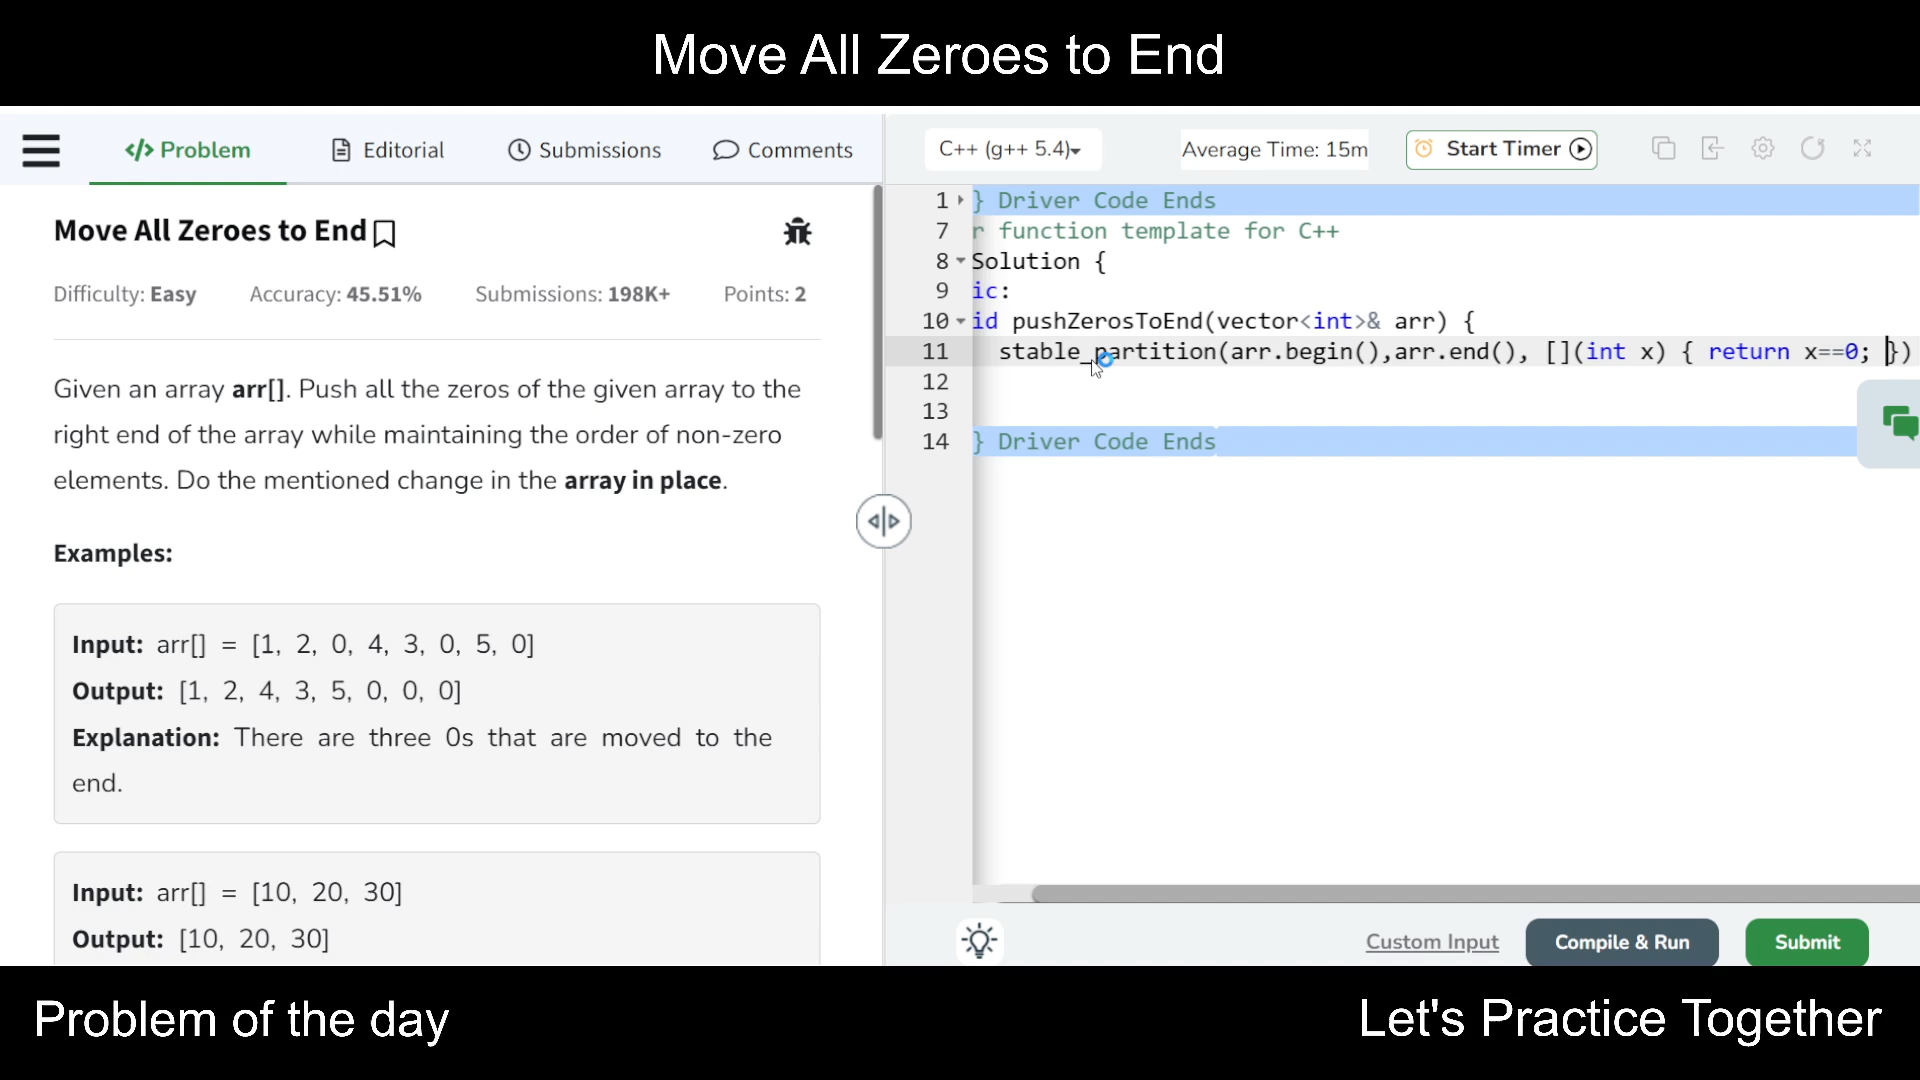 Move All Zeroes to End
</> Problem
Editorial
Submissions
Comments
C++ (g++ 5.4)
Average Time: 15m
Start Timer
Move All Zeroes to End
Difficulty: Easy Accuracy: 45.51% Submissions: 198K+ Points: 2
Given an array arr[]. Push all the zeros of the given array to the
right end of the array while maintaining the order of non-zero
elements. Do the mentioned change in the array in place.
Examples:
Input: arr[] = [1, 2, 0, 4, 3, 0, 5, 0]
Output: [1, 2, 4, 3, 5, 0, 0, 0]
Explanation: There are three 0s that are moved to the
end.
Input: arr[] = [10, 20, 30]
Output: [10, 20, 30]
1 } Driver Code Ends
7 r function template for C++
8 Solution {
9 ic:
10 id pushZerosToEnd(vector<int>& arr) {
11 stable_partition(arr.begin(),arr.end(), [](int x) { return x==0; })
12
13
14 } Driver Code Ends
Custom Input
Compile & Run
Submit
Problem of the day
Let's Practice Together